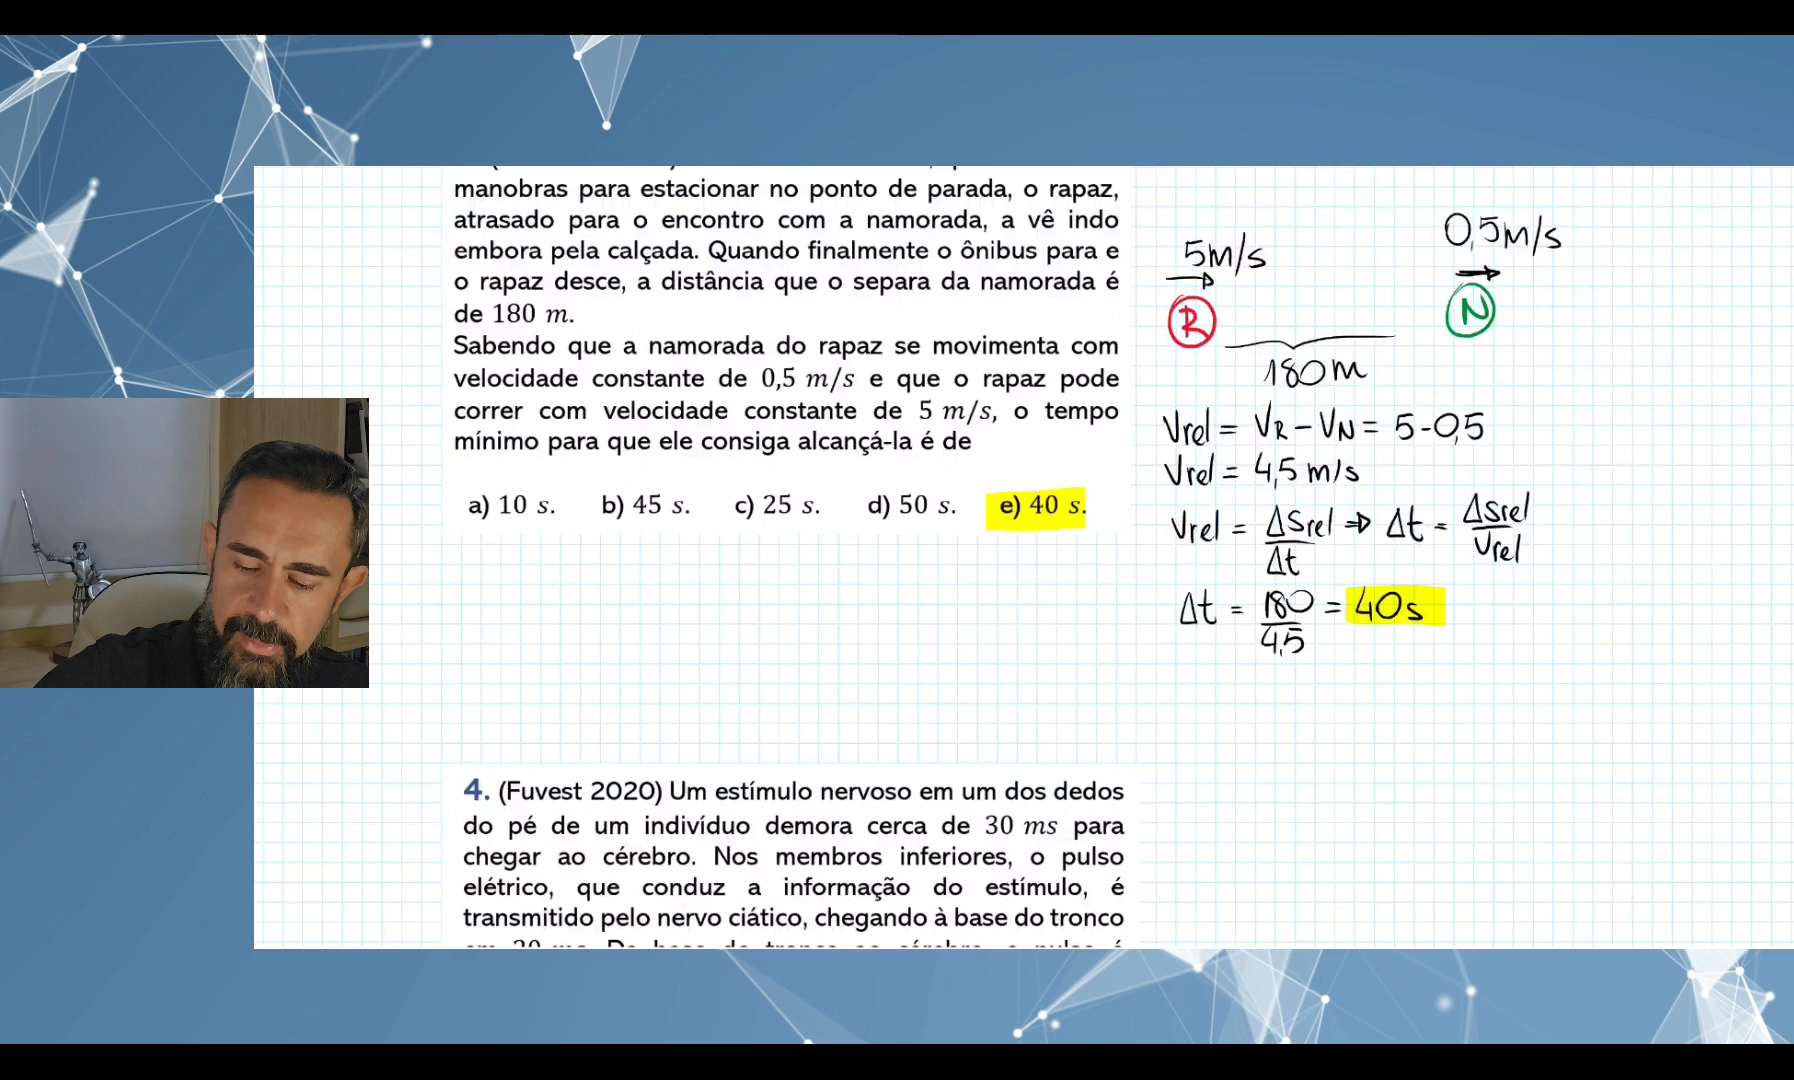 manobras para estacionar no ponto de parada, o rapaz,
atrasado para o encontro com a namorada, a vê indo
embora pela calçada. Quando finalmente o ônibus para e
o rapaz desce, a distância que o separa da namorada é
de 180 m.
Sabendo que a namorada do rapaz se movimenta com
velocidade constante de 0,5 m/s e que o rapaz pode
correr com velocidade constante de 5 m/s, o tempo
mínimo para que ele consiga alcançá-la é de
a) 10 s. b) 45 s. c) 25 s. d) 50 s. e) 40 s.
4. (Fuvest 2020) Um estímulo nervoso em um dos dedos
do pé de um indivíduo demora cerca de 30 ms para
chegar ao cérebro. Nos membros inferiores, o pulso
elétrico, que conduz a informação do estímulo, é
transmitido pelo nervo ciático, chegando à base do tronco
5m/s
0,5m/s
R
N
180m
Vrel = VR - VN = 5 - 0,5
Vrel = 4,5 m/s
Vrel = ΔSrel/Δt ⇒ Δt = ΔSrel/Vrel
Δt = 180/4,5 = 40s